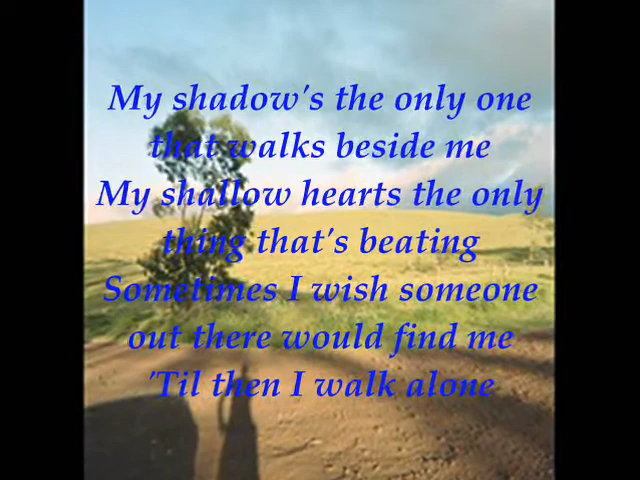 My shadow's the only one
that walks beside me
My shallow hearts the only
thing that's beating
Sometimes I wish someone
out there would find me
'Til then I walk alone